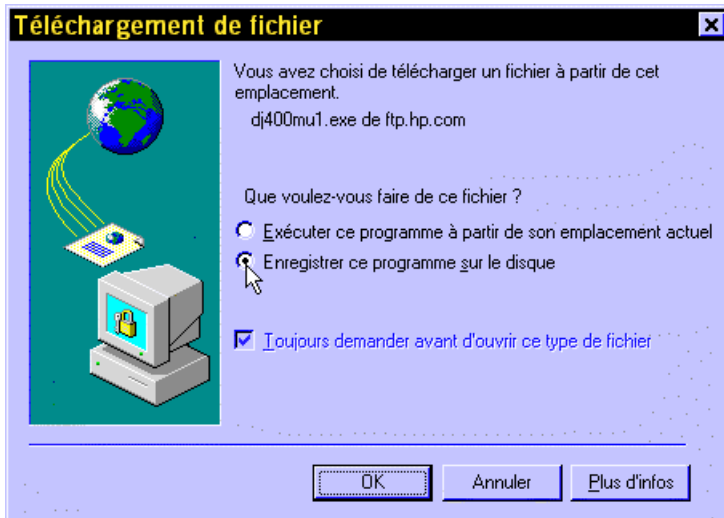 Téléchargement de fichier
Vous avez choisi de télécharger un fichier à partir de cet
emplacement.
dj400mu1.exe de ftp.hp.com
Que voulez-vous faire de ce fichier ?
Exécuter ce programme à partir de son emplacement actuel
Enregistrer ce programme sur le disque
Toujours demander avant d'ouvrir ce type de fichier
OK Annuler Plus d'infos